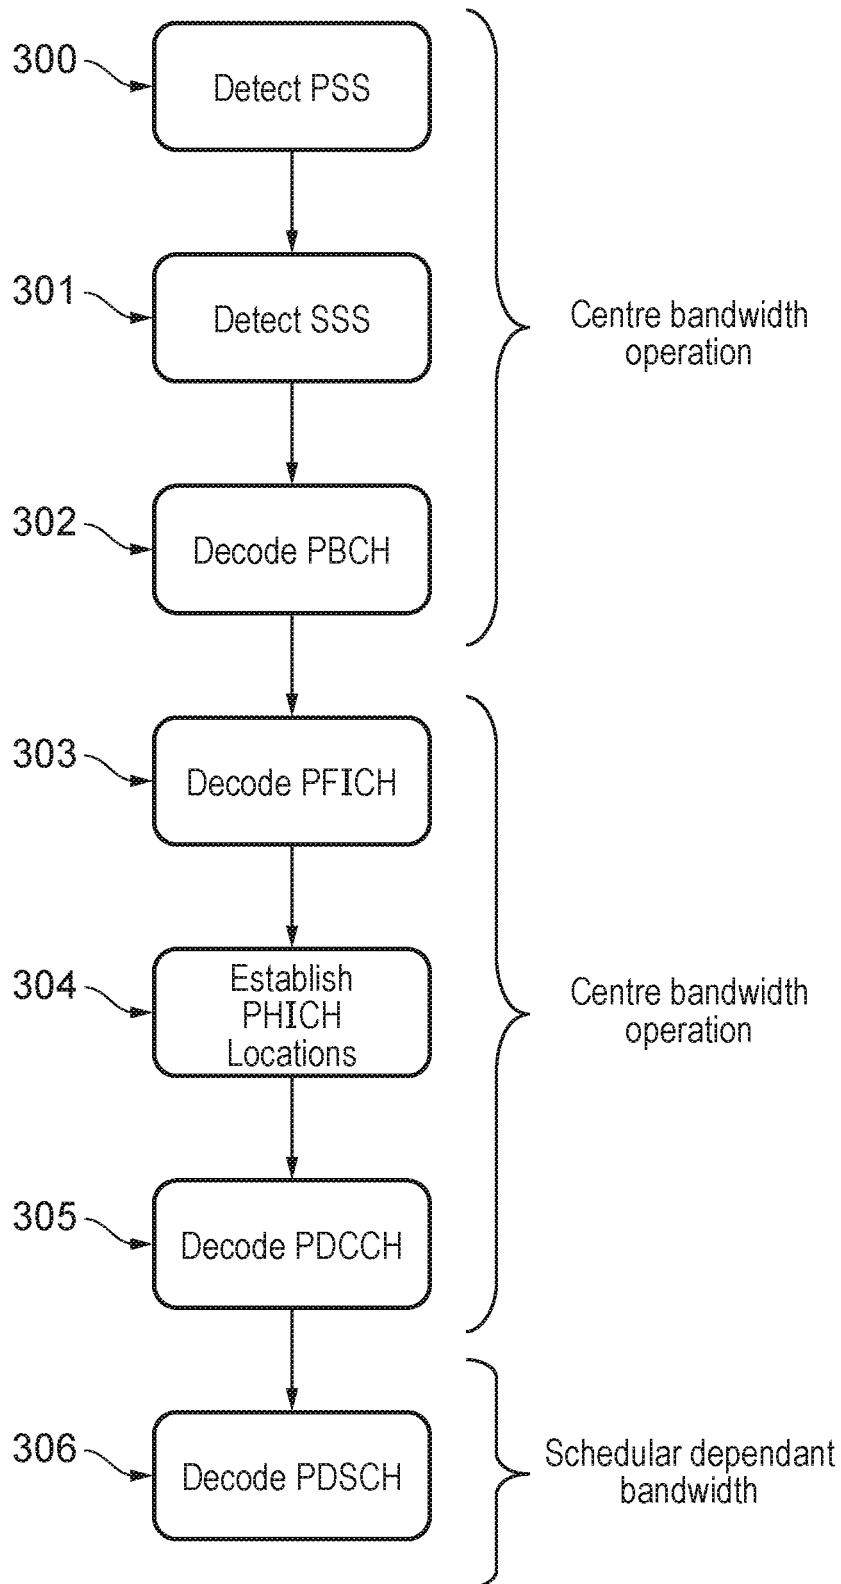 300
Detect PSS
301
Detect SSS
Centre bandwidth
operation
302
Decode PBCH
303
Decode PFICH
304
Establish
PHICH
Locations
Centre bandwidth
operation
305
Decode PDCCH
306
Decode PDSCH
Schedular dependant
bandwidth